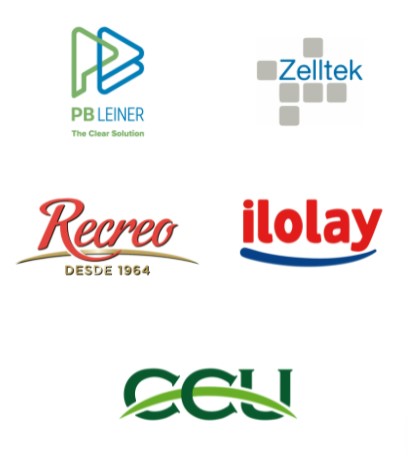 PB LEINER
The Clear Solution
Zelltek
Recreo
DESDE 1964
ilolay
CCU